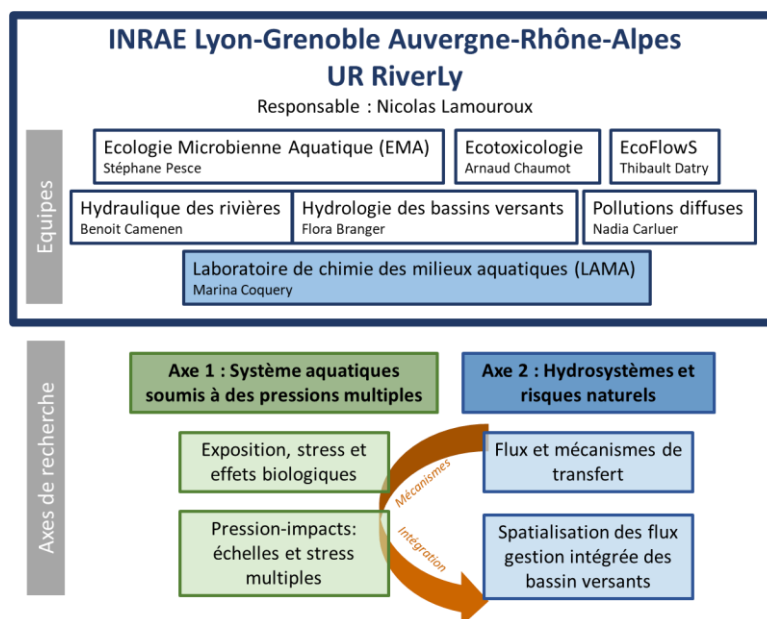 INRAE Lyon-Grenoble Auvergne-Rhône-Alpes
UR RiverLy
Responsable : Nicolas Lamouroux
Equipes
Ecologie Microbienne Aquatique (EMA)
Stéphane Pesce
Ecotoxicologie
Arnaud Chaumot
EcoFlowS
Thibault Datry
Hydraulique des rivières
Benoit Camenen
Hydrologie des bassins versants
Flora Branger
Pollutions diffuses
Nadia Carluer
Laboratoire de chimie des milieux aquatiques (LAMA)
Marina Coquery
Axes de recherche
Axe 1 : Système aquatiques
soumis à des pressions multiples
Axe 2 : Hydrosystèmes et
risques naturels
Exposition, stress et
effets biologiques
Mécanismes
Flux et mécanismes de
transfert
Pression-impacts:
échelles et stress
multiples
Intégration
Spatialisation des flux
gestion intégrée des
bassin versants